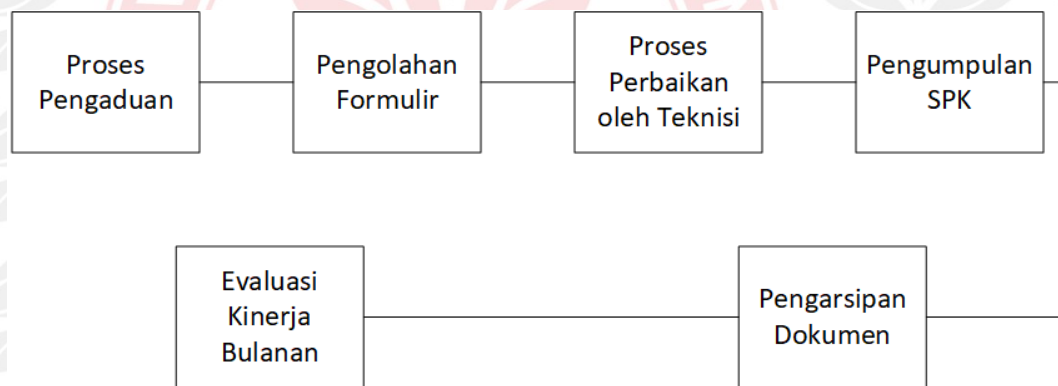 Proses
Pengaduan
Pengolahan
Formulir
Proses
Perbaikan
oleh Teknisi
Pengumpulan
SPK
Evaluasi
Kinerja
Bulanan
Pengarsipan
Dokumen